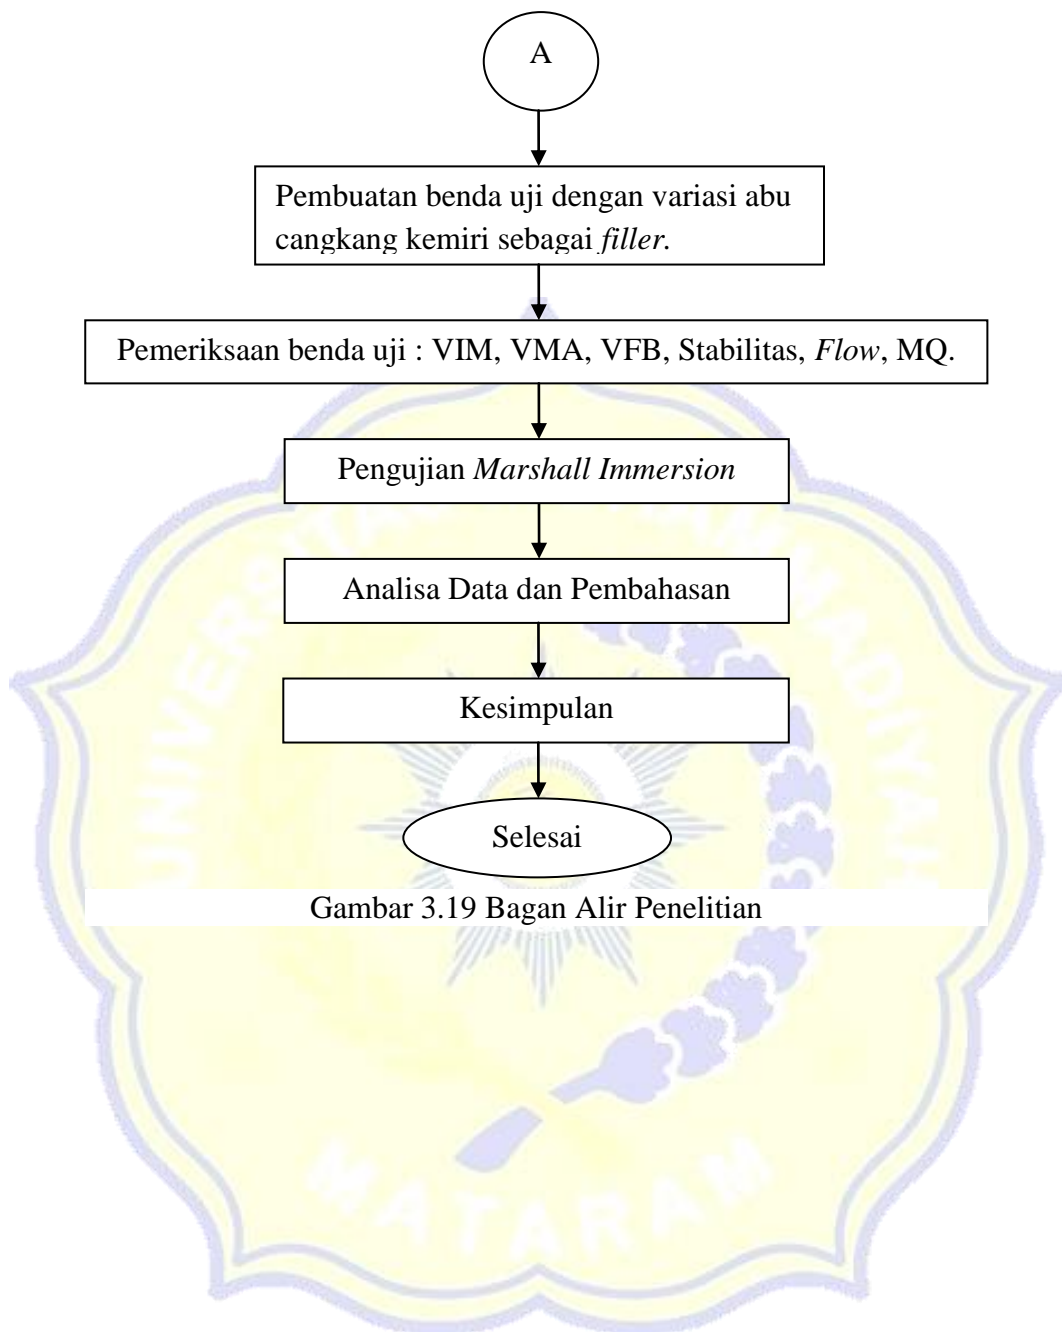 A
Pembuatan benda uji dengan variasi abu
cangkang kemiri sebagai filler.
Pemeriksaan benda uji : VIM, VMA, VFB, Stabilitas, Flow, MQ.
Pengujian Marshall Immersion
Analisa Data dan Pembahasan
Kesimpulan
Selesai
Gambar 3.19 Bagan Alir Penelitian
MATARAM